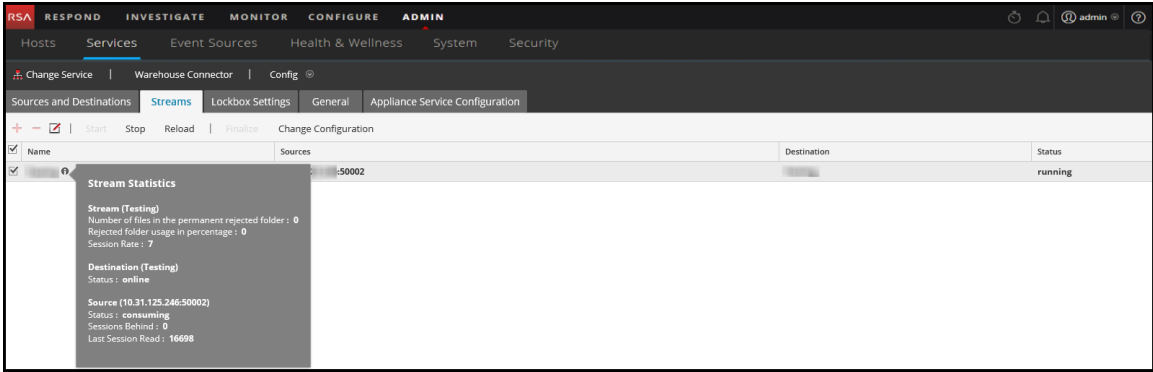 RSA RESPOND INVESTIGATE MONITOR CONFIGURE ADMIN admin
Hosts Services Event Sources Health & Wellness System Security
Change Service | Warehouse Connector | Config
Sources and Destinations Streams Lockbox Settings General Appliance Service Configuration
Start Stop Reload | Finalize Change Configuration
Name Sources Destination Status
:50002 running
Stream Statistics
Stream (Testing)
Number of files in the permanent rejected folder : 0
Rejected folder usage in percentage : 0
Session Rate : 7
Destination (Testing)
Status : online
Source (10.31.125.246:50002)
Status : consuming
Sessions Behind : 0
Last Session Read : 16698